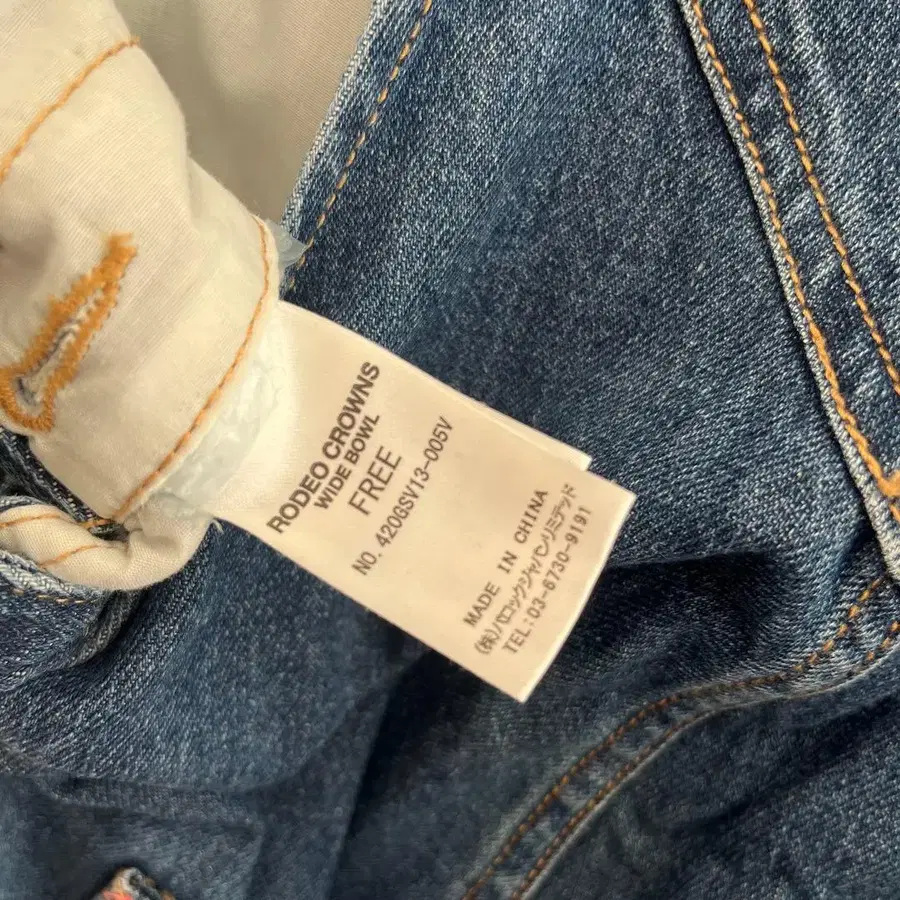 RODEO CROWNS
WIDE BOWL
FREE
NO. 420GSV13-005V
MADE IN CHINA
(株)バロックジャパンリミテッド
TEL:03-6730-9191